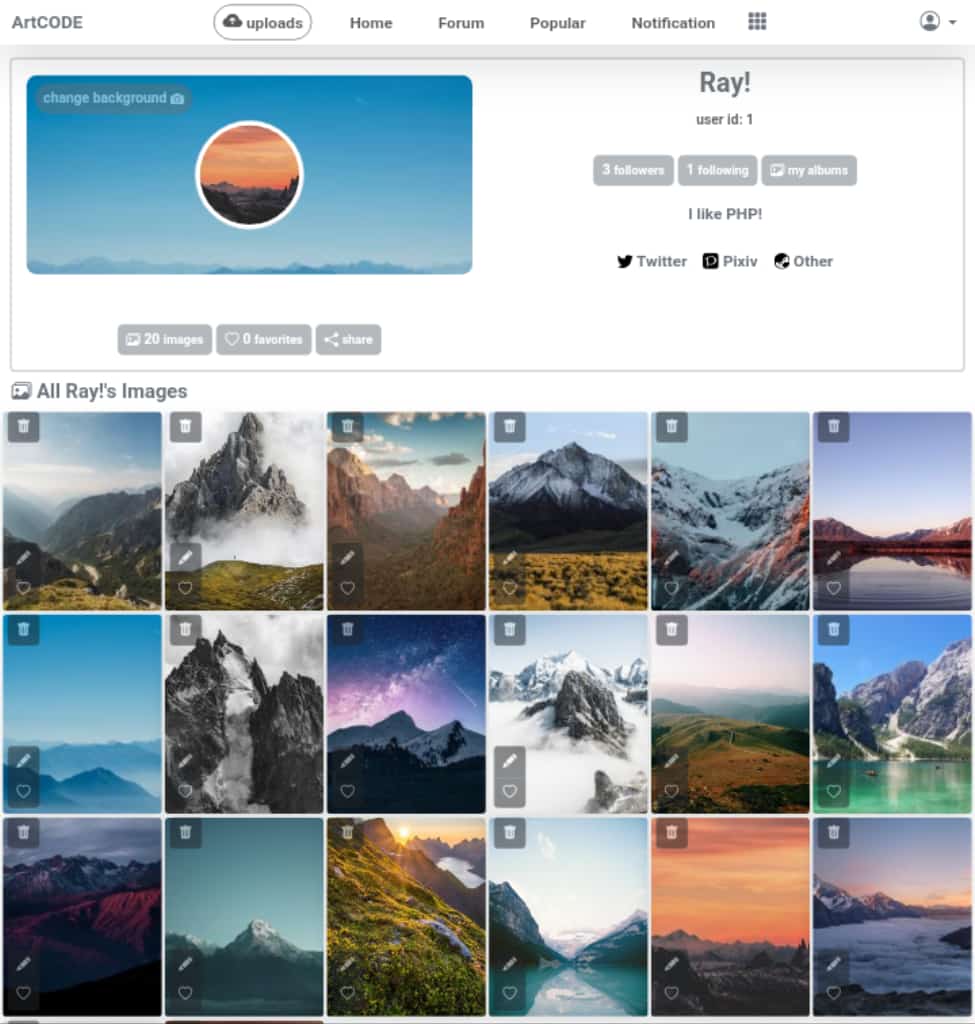 ArtCODE uploads Home Forum Popular Notification
change background
Ray!
user id: 1
3 followers 1 following my albums
I like PHP!
Twitter Pixiv Other
20 images 0 favorites share
All Ray!'s Images